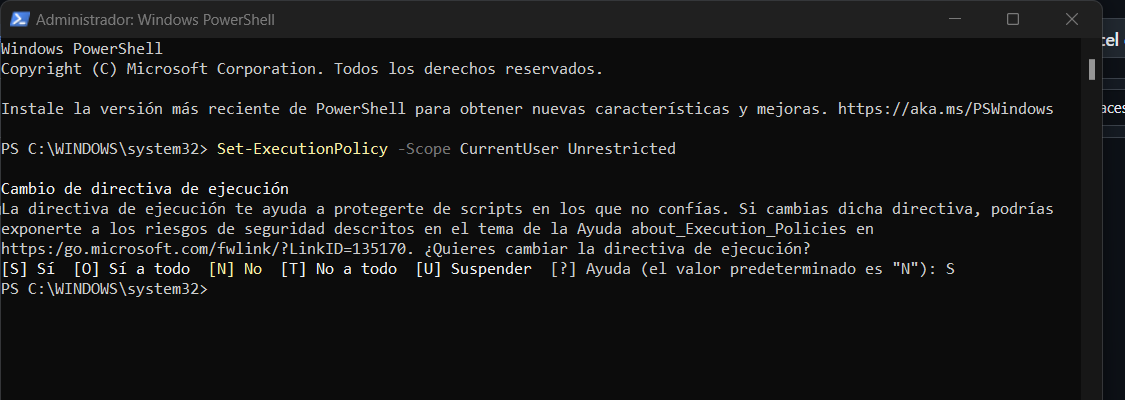 Administrador: Windows PowerShell
Windows PowerShell
Copyright (C) Microsoft Corporation. Todos los derechos reservados.
Instale la versión más reciente de PowerShell para obtener nuevas características y mejoras. https://aka.ms/PSWindows
PS C:\WINDOWS\system32> Set-ExecutionPolicy -Scope CurrentUser Unrestricted
Cambio de directiva de ejecución
La directiva de ejecución te ayuda a protegerte de scripts en los que no confías. Si cambias dicha directiva, podrías
exponerte a los riesgos de seguridad descritos en el tema de la Ayuda about_Execution_Policies en
https:/go.microsoft.com/fwlink/?LinkID=135170. ¿Quieres cambiar la directiva de ejecución?
[S] Sí  [O] Sí a todo  [N] No  [T] No a todo  [U] Suspender  [?] Ayuda (el valor predeterminado es "N"): S
PS C:\WINDOWS\system32>